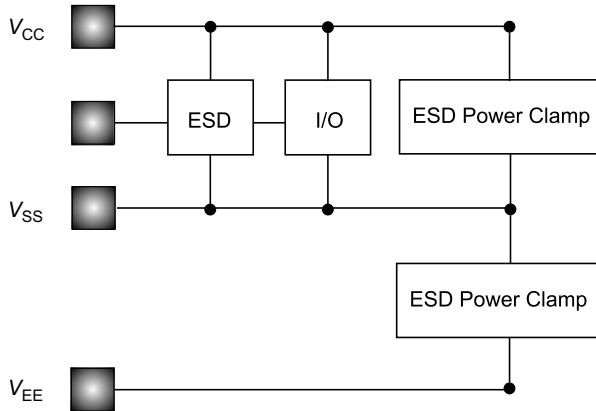 VCC
ESD
I/O
ESD Power Clamp
VSS
ESD Power Clamp
VEE